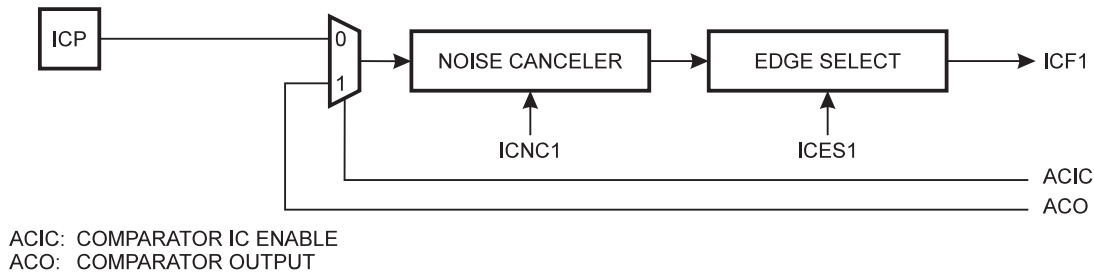 ICP
0
1
NOISE CANCELER
EDGE SELECT
ICF1
ICNC1
ICES1
ACIC
ACO
ACIC: COMPARATOR IC ENABLE
ACO: COMPARATOR OUTPUT